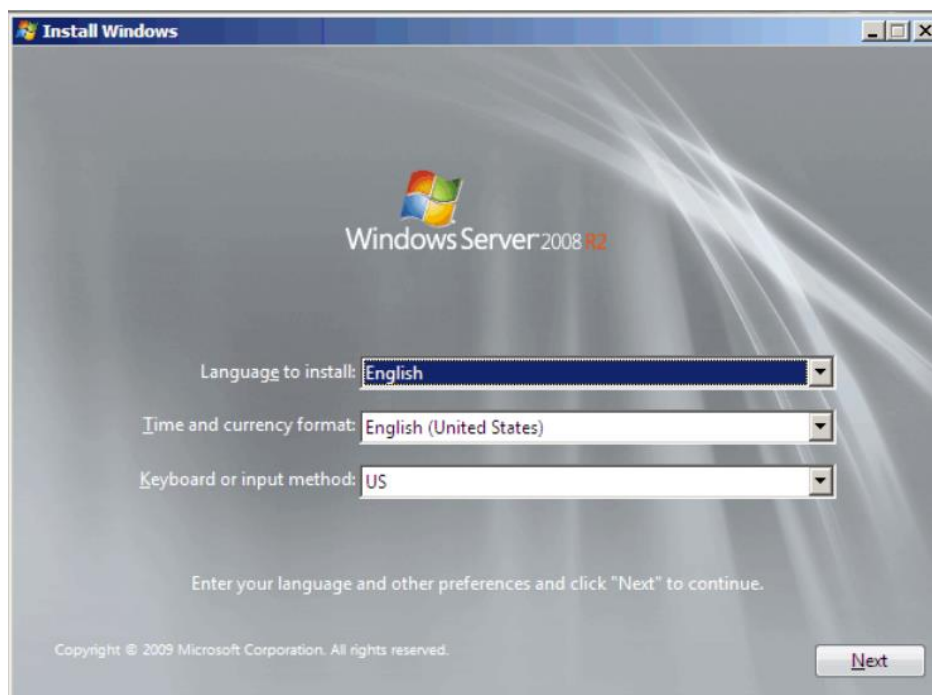 Install Windows
Windows Server 2008 R2
Language to install: English
Time and currency format: English (United States)
Keyboard or input method: US
Enter your language and other preferences and click "Next" to continue.
Copyright © 2009 Microsoft Corporation. All rights reserved.
Next